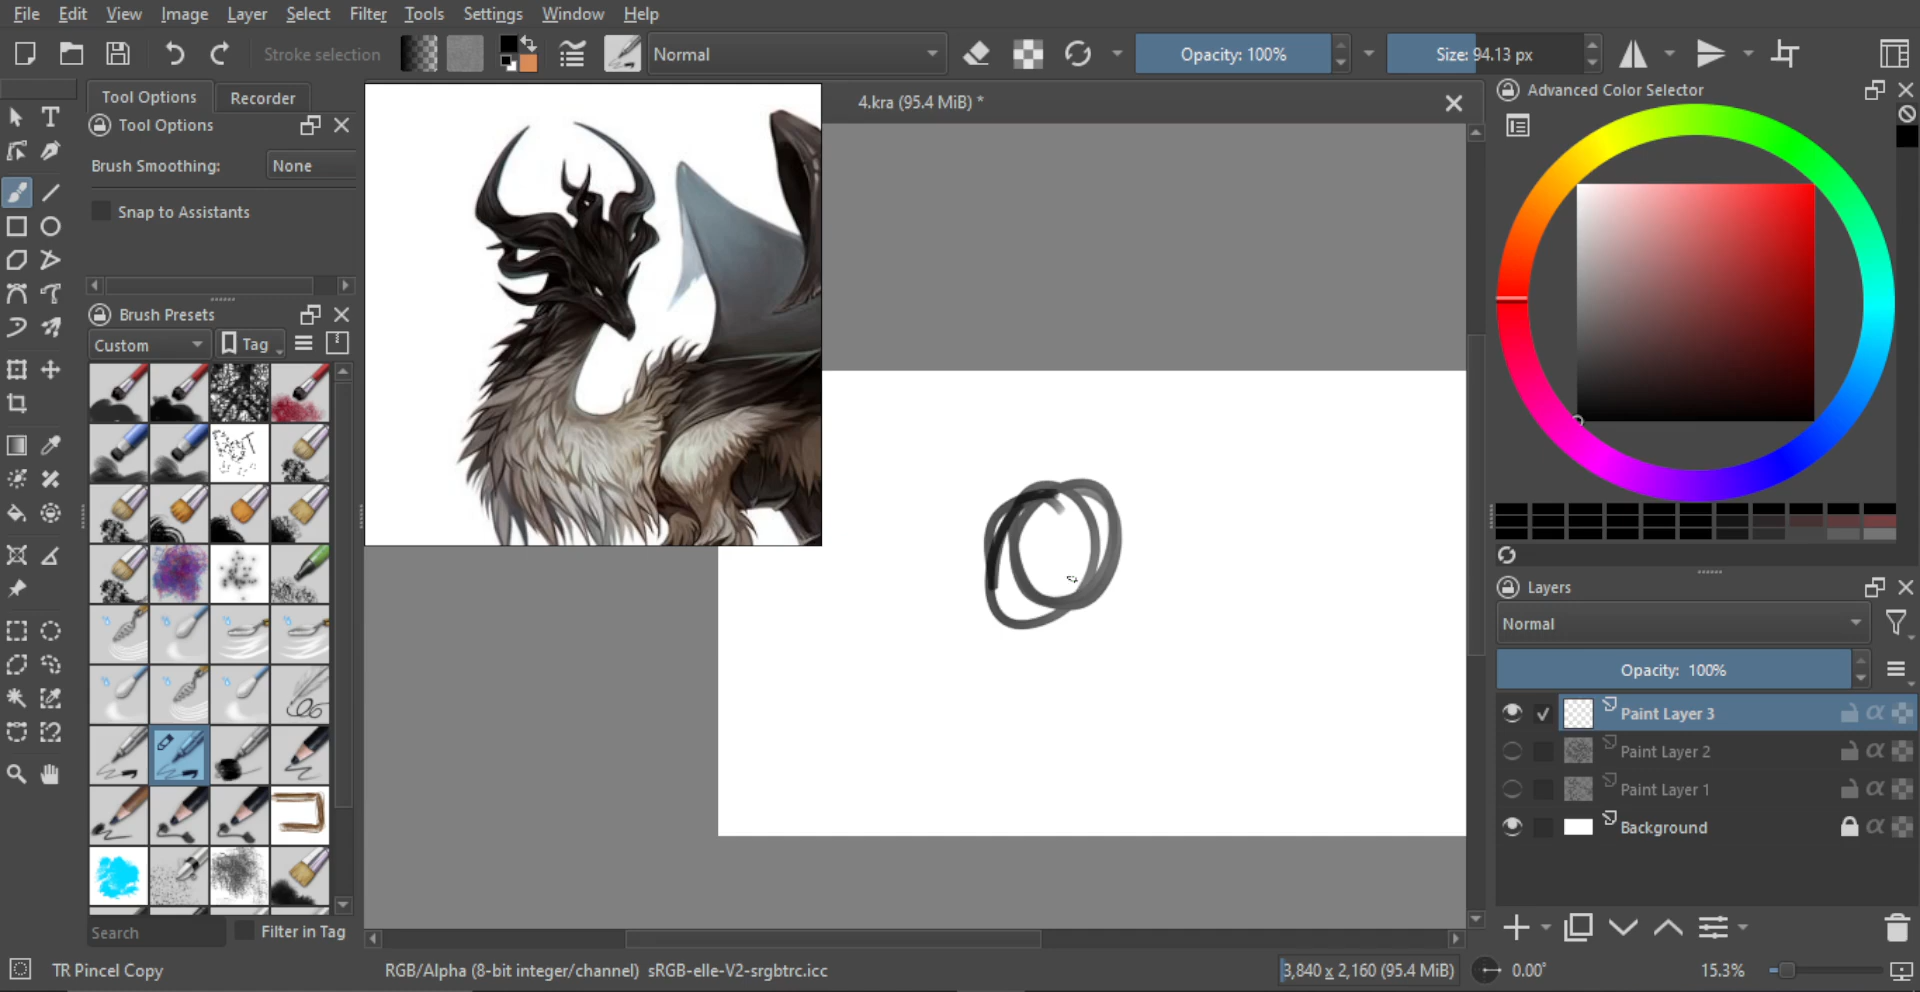 File Edit View Image Layer Select Filter Tools Settings Window Help
Stroke selection Normal Opacity: 100% Size: 94.13 px
Tool Options Recorder
Tool Options
Brush Smoothing: None
Snap to Assistants
Brush Presets
Custom Tag
Search Filter in Tag
4.kra (95.4 MiB) *
Advanced Color Selector
Layers
Normal
Opacity: 100%
Paint Layer 3
Paint Layer 2
Paint Layer 1
Background
TR Pincel Copy RGB/Alpha (8-bit integer/channel) sRGB-elle-V2-srgbtrc.icc 3,840 x 2,160 (95.4 MiB) 0.00° 15.3%